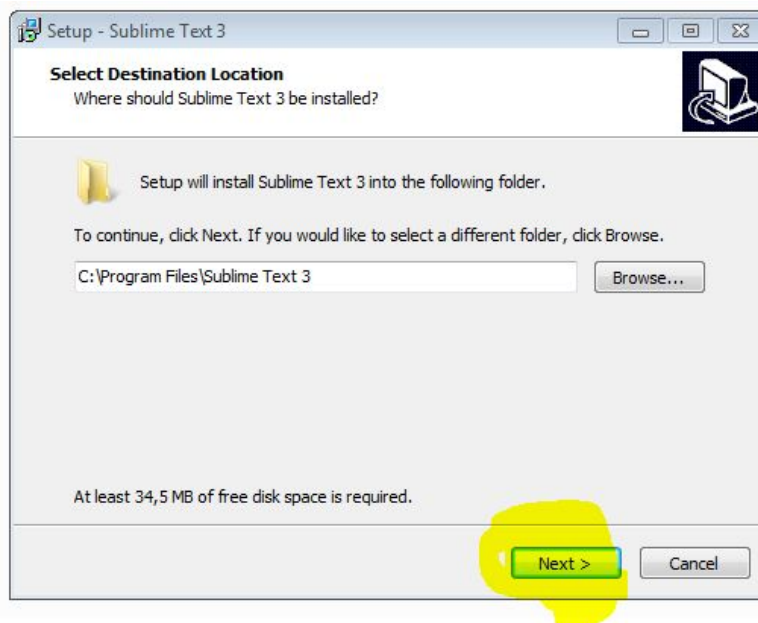 Setup - Sublime Text 3
Select Destination Location
Where should Sublime Text 3 be installed?
Setup will install Sublime Text 3 into the following folder.
To continue, click Next. If you would like to select a different folder, click Browse.
C:\Program Files\Sublime Text 3
Browse...
At least 34,5 MB of free disk space is required.
Next >
Cancel